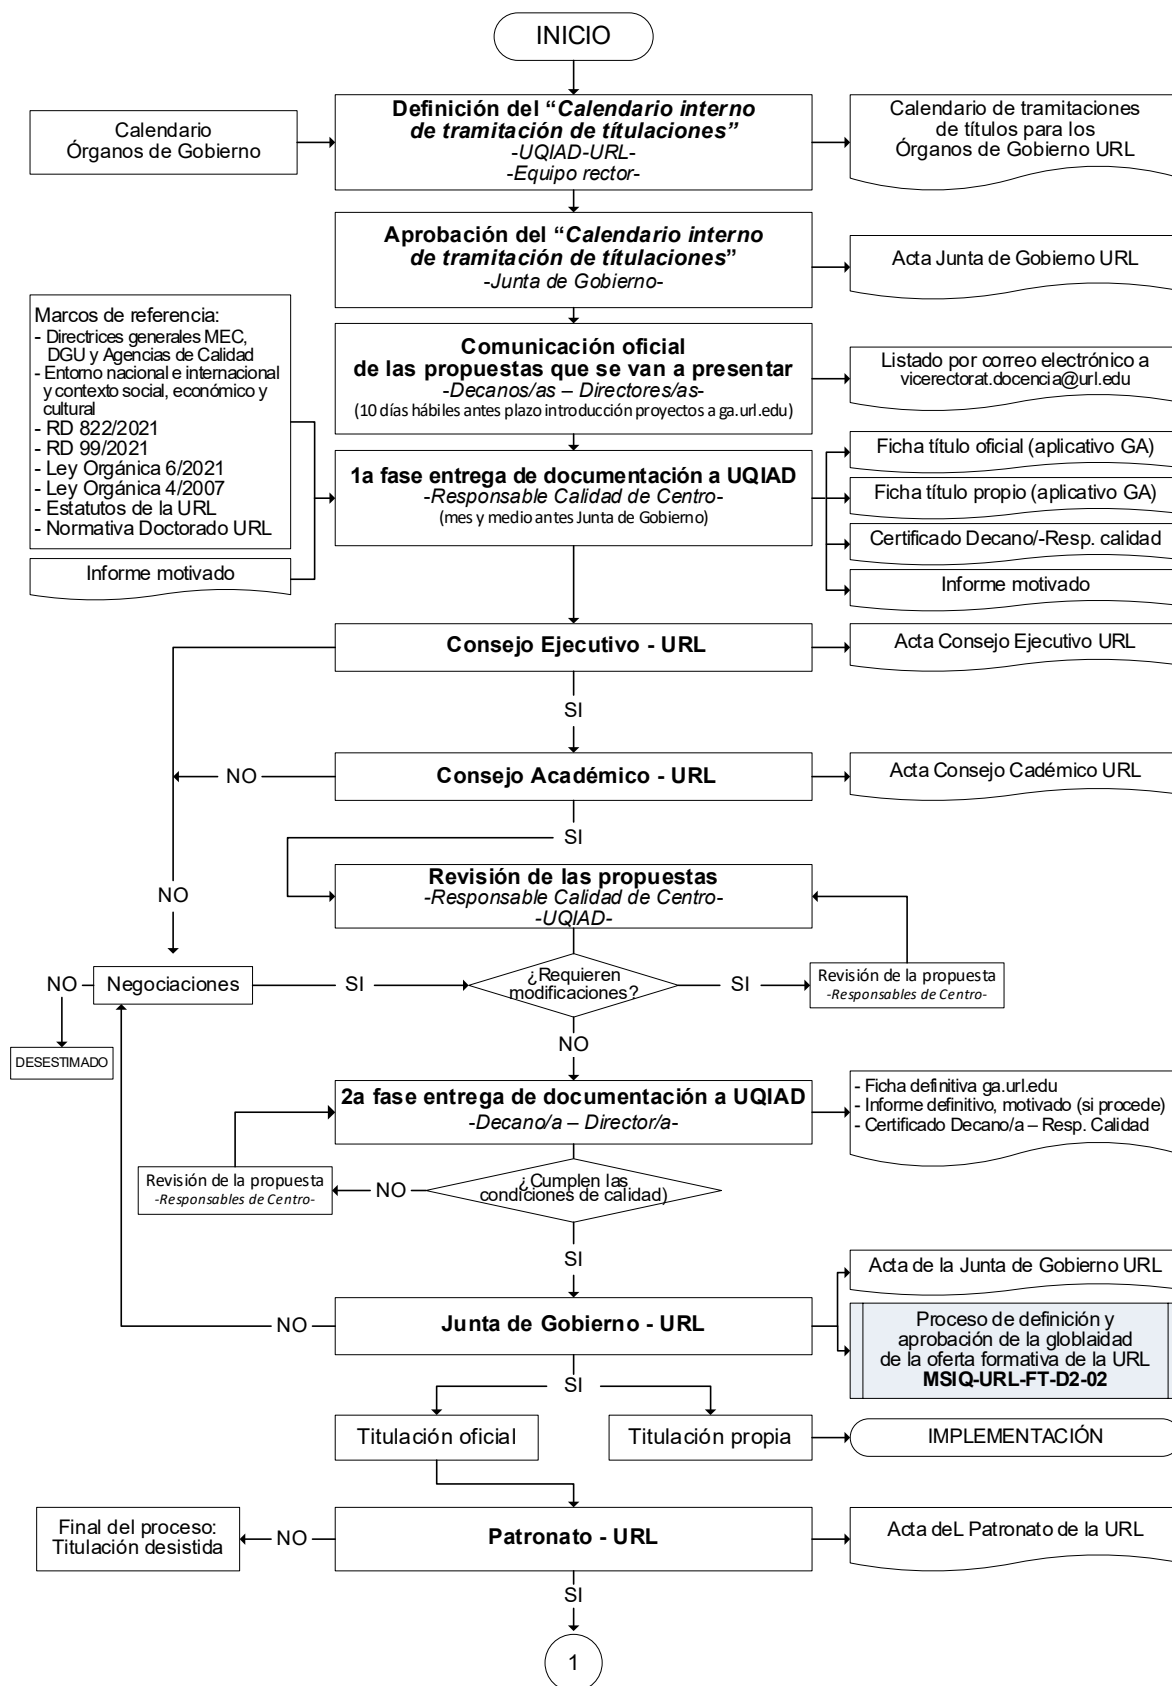 INICIO
Calendario
Órganos de Gobierno
Definición del “Calendario interno
de tramitación de títulaciones”
-UQIAD-URL-
-Equipo rector-
Calendario de tramitaciones
de títulos para los
Órganos de Gobierno URL
Aprobación del “Calendario interno
de tramitación de títulaciones”
-Junta de Gobierno-
Acta Junta de Gobierno URL
Marcos de referencia:
- Directrices generales MEC,
DGU y Agencias de Calidad
- Entorno nacional e internacional
y contexto social, económico y
cultural
- RD 822/2021
- RD 99/2021
- Ley Orgánica 6/2021
- Ley Orgánica 4/2007
- Estatutos de la URL
- Normativa Doctorado URL
Informe motivado
Comunicación oficial
de las propuestas que se van a presentar
-Decanos/as – Directores/as-
(10 días hábiles antes plazo introducción proyectos a ga.url.edu)
Listado por correo electrónico a
vicerectorat.docencia@url.edu
1a fase entrega de documentación a UQIAD
-Responsable Calidad de Centro-
(mes y medio antes Junta de Gobierno)
Ficha título oficial (aplicativo GA)
Ficha título propio (aplicativo GA)
Certificado Decano/-Resp. calidad
Informe motivado
Consejo Ejecutivo - URL
Acta Consejo Ejecutivo URL
SI
NO
Consejo Académico - URL
Acta Consejo Cadémico URL
SI
NO
Revisión de las propuestas
-Responsable Calidad de Centro-
-UQIAD-
NO
Negociaciones
SI
¿Requieren
modificaciones?
SI
Revisión de la propuesta
-Responsables de Centro-
DESESTIMADO
NO
2a fase entrega de documentación a UQIAD
-Decano/a – Director/a-
- Ficha definitiva ga.url.edu
- Informe definitivo, motivado (si procede)
- Certificado Decano/a – Resp. Calidad
Revisión de la propuesta
-Responsables de Centro-
NO
¿Cumplen las
condiciones de calidad)
SI
Acta de la Junta de Gobierno URL
NO
Junta de Gobierno - URL
Proceso de definición y
aprobación de la globlaidad
de la oferta formativa de la URL
MSIQ-URL-FT-D2-02
SI
Titulación oficial
Titulación propia
IMPLEMENTACIÓN
Final del proceso:
Titulación desistida
NO
Patronato - URL
Acta deL Patronato de la URL
SI
1